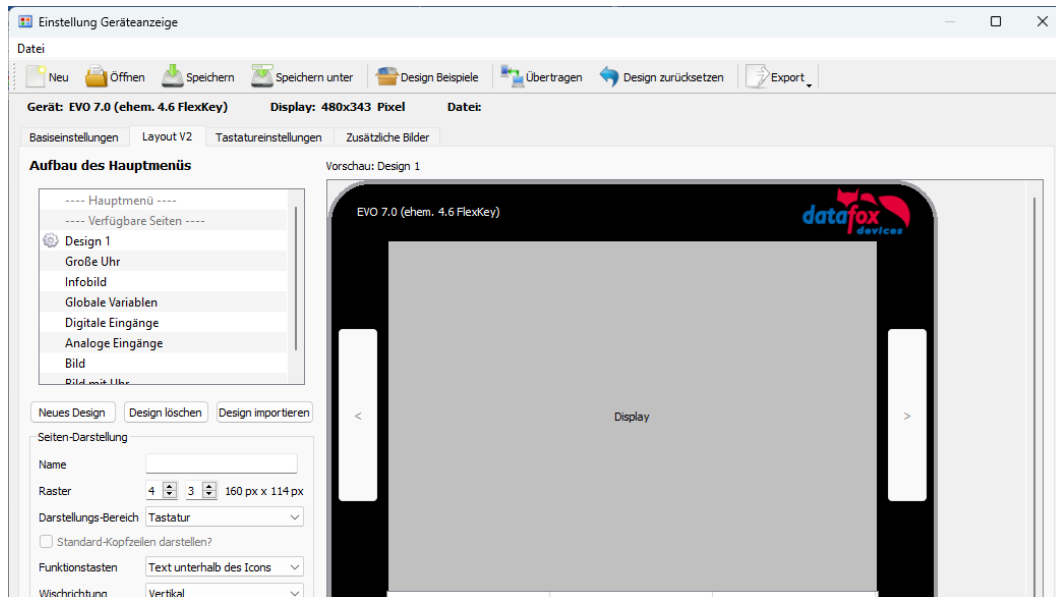 Einstellung Geräteanzeige
Datei
Neu Öffnen Speichern Speichern unter Design Beispiele Übertragen Design zurücksetzen Export
Gerät: EVO 7.0 (ehem. 4.6 FlexKey) Display: 480x343 Pixel Datei:
Basiseinstellungen Layout V2 Tastatureinstellungen Zusätzliche Bilder
Aufbau des Hauptmenüs
Vorschau: Design 1
---- Hauptmenü ----
---- Verfügbare Seiten ----
Design 1
Große Uhr
Infobild
Globale Variablen
Digitale Eingänge
Analoge Eingänge
Bild
Bild mit Uhr
Neues Design Design löschen Design importieren
Seiten-Darstellung
Name
Raster 4 3 160 px x 114 px
Darstellungs-Bereich Tastatur
Standard-Kopfzeilen darstellen?
Funktionstasten Text unterhalb des Icons
Wischrichtung Vertikal
EVO 7.0 (ehem. 4.6 FlexKey)
datafox
devices
< Display >